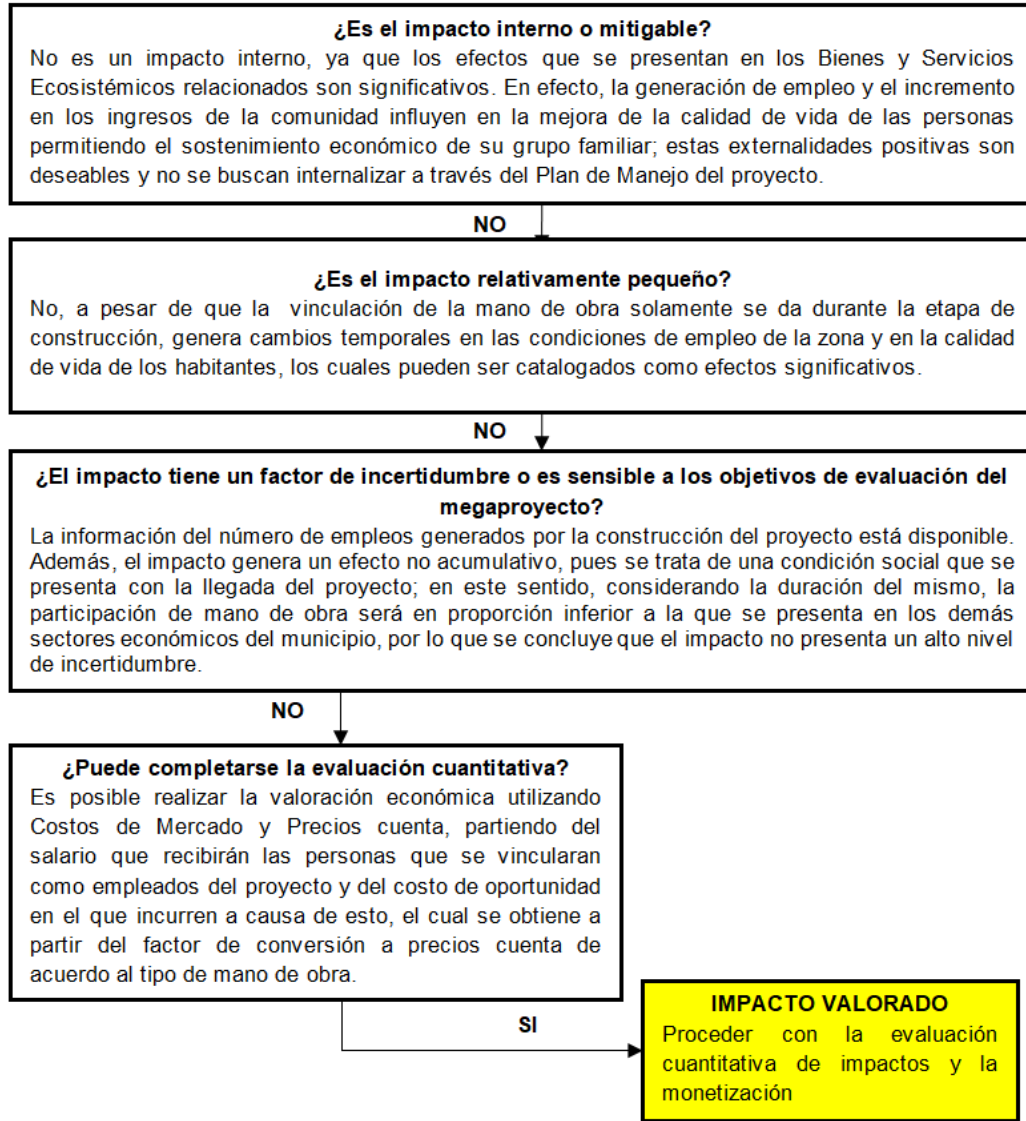 ¿Es el impacto interno o mitigable?
No es un impacto interno, ya que los efectos que se presentan en los Bienes y Servicios
Ecosistémicos relacionados son significativos. En efecto, la generación de empleo y el incremento
en los ingresos de la comunidad influyen en la mejora de la calidad de vida de las personas
permitiendo el sostenimiento económico de su grupo familiar; estas externalidades positivas son
deseables y no se buscan internalizar a través del Plan de Manejo del proyecto.
NO
¿Es el impacto relativamente pequeño?
No, a pesar de que la vinculación de la mano de obra solamente se da durante la etapa de
construcción, genera cambios temporales en las condiciones de empleo de la zona y en la calidad
de vida de los habitantes, los cuales pueden ser catalogados como efectos significativos.
NO
¿El impacto tiene un factor de incertidumbre o es sensible a los objetivos de evaluación del
megaproyecto?
La información del número de empleos generados por la construcción del proyecto está disponible.
Además, el impacto genera un efecto no acumulativo, pues se trata de una condición social que se
presenta con la llegada del proyecto; en este sentido, considerando la duración del mismo, la
participación de mano de obra será en proporción inferior a la que se presenta en los demás
sectores económicos del municipio, por lo que se concluye que el impacto no presenta un alto nivel
de incertidumbre.
NO
¿Puede completarse la evaluación cuantitativa?
Es posible realizar la valoración económica utilizando
Costos de Mercado y Precios cuenta, partiendo del
salario que recibirán las personas que se vincularan
como empleados del proyecto y del costo de oportunidad
en el que incurren a causa de esto, el cual se obtiene a
partir del factor de conversión a precios cuenta de
acuerdo al tipo de mano de obra.
SI
IMPACTO VALORADO
Proceder con la evaluación
cuantitativa de impactos y la
monetización